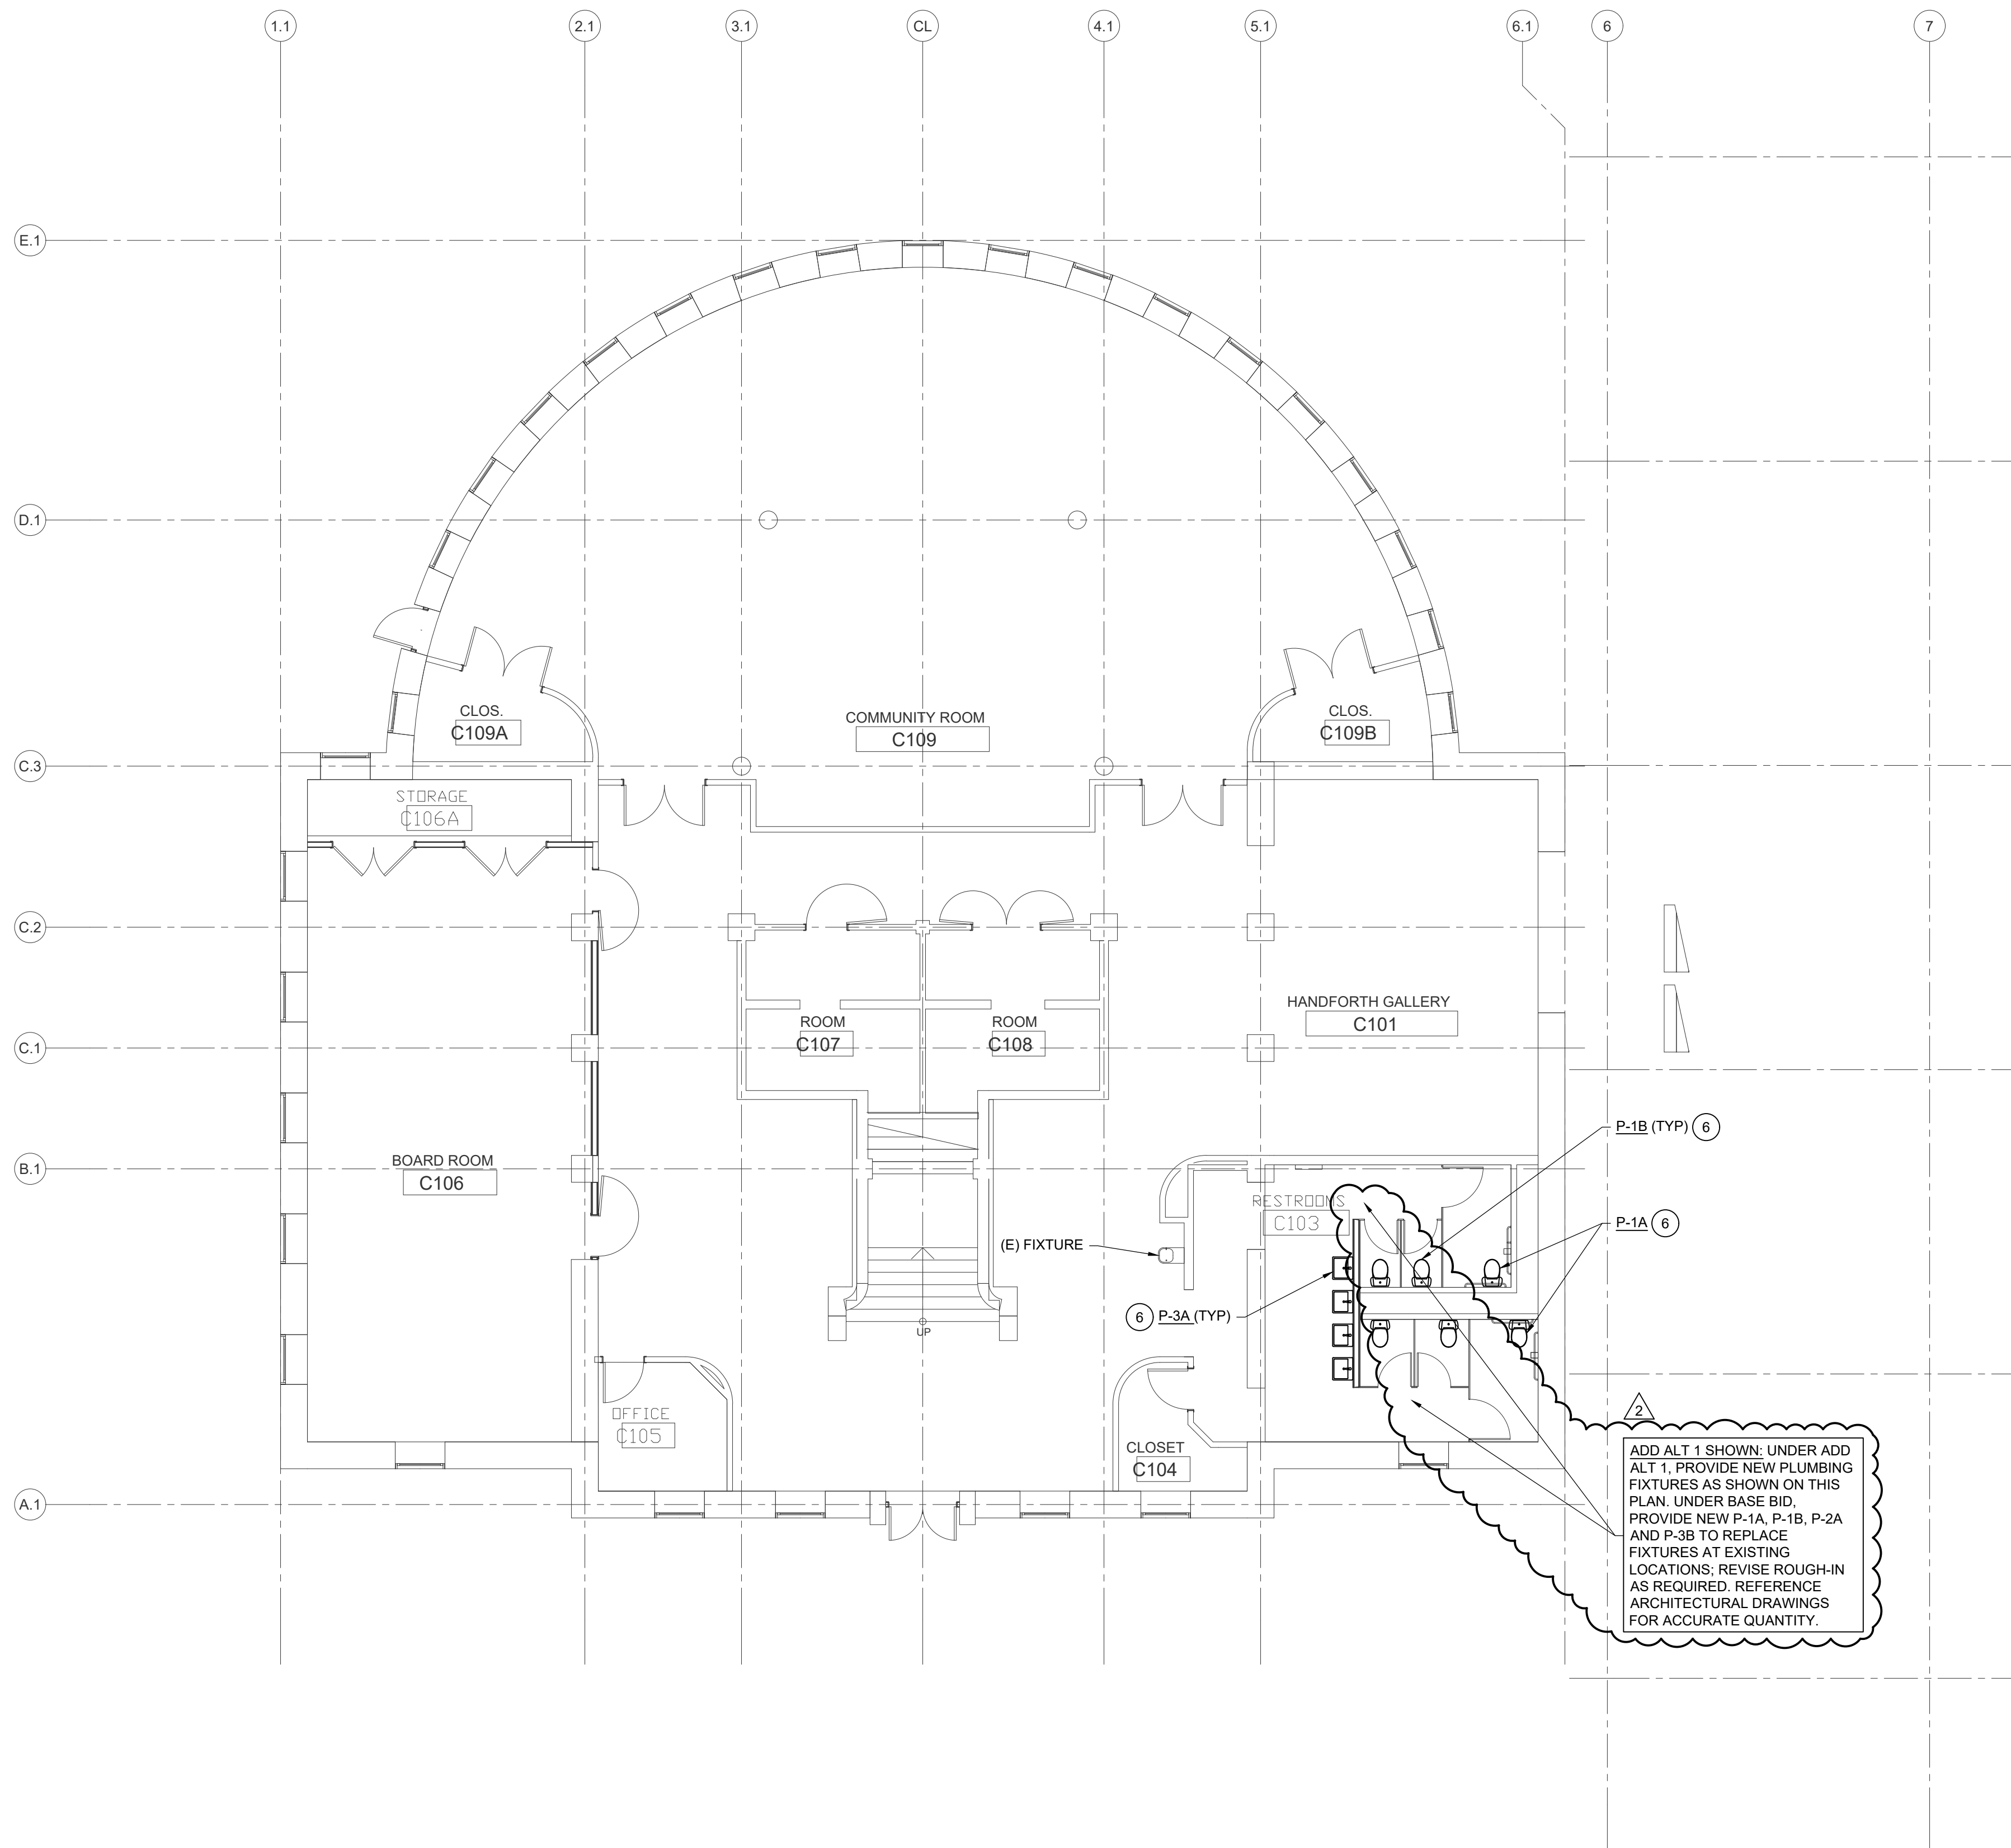 1.1
2.1
3.1
CL
4.1
5.1
6.1
6
7
E.1
D.1
CLOS.
C109A
COMMUNITY ROOM
C109
CLOS.
C109B
C.3
STORAGE
C106A
C.2
HANDFORTH GALLERY
C101
ROOM
C107
ROOM
C108
C.1
P-1B (TYP) 6
BOARD ROOM
C106
B.1
RESTROOMS
C103
P-1A 6
(E) FIXTURE
6 P-3A (TYP)
UP
OFFICE
C105
CLOSET
C104
2
A.1
ADD ALT 1 SHOWN: UNDER ADD
ALT 1, PROVIDE NEW PLUMBING
FIXTURES AS SHOWN ON THIS
PLAN. UNDER BASE BID,
PROVIDE NEW P-1A, P-1B, P-2A
AND P-3B TO REPLACE
FIXTURES AT EXISTING
LOCATIONS; REVISE ROUGH-IN
AS REQUIRED. REFERENCE
ARCHITECTURAL DRAWINGS
FOR ACCURATE QUANTITY.